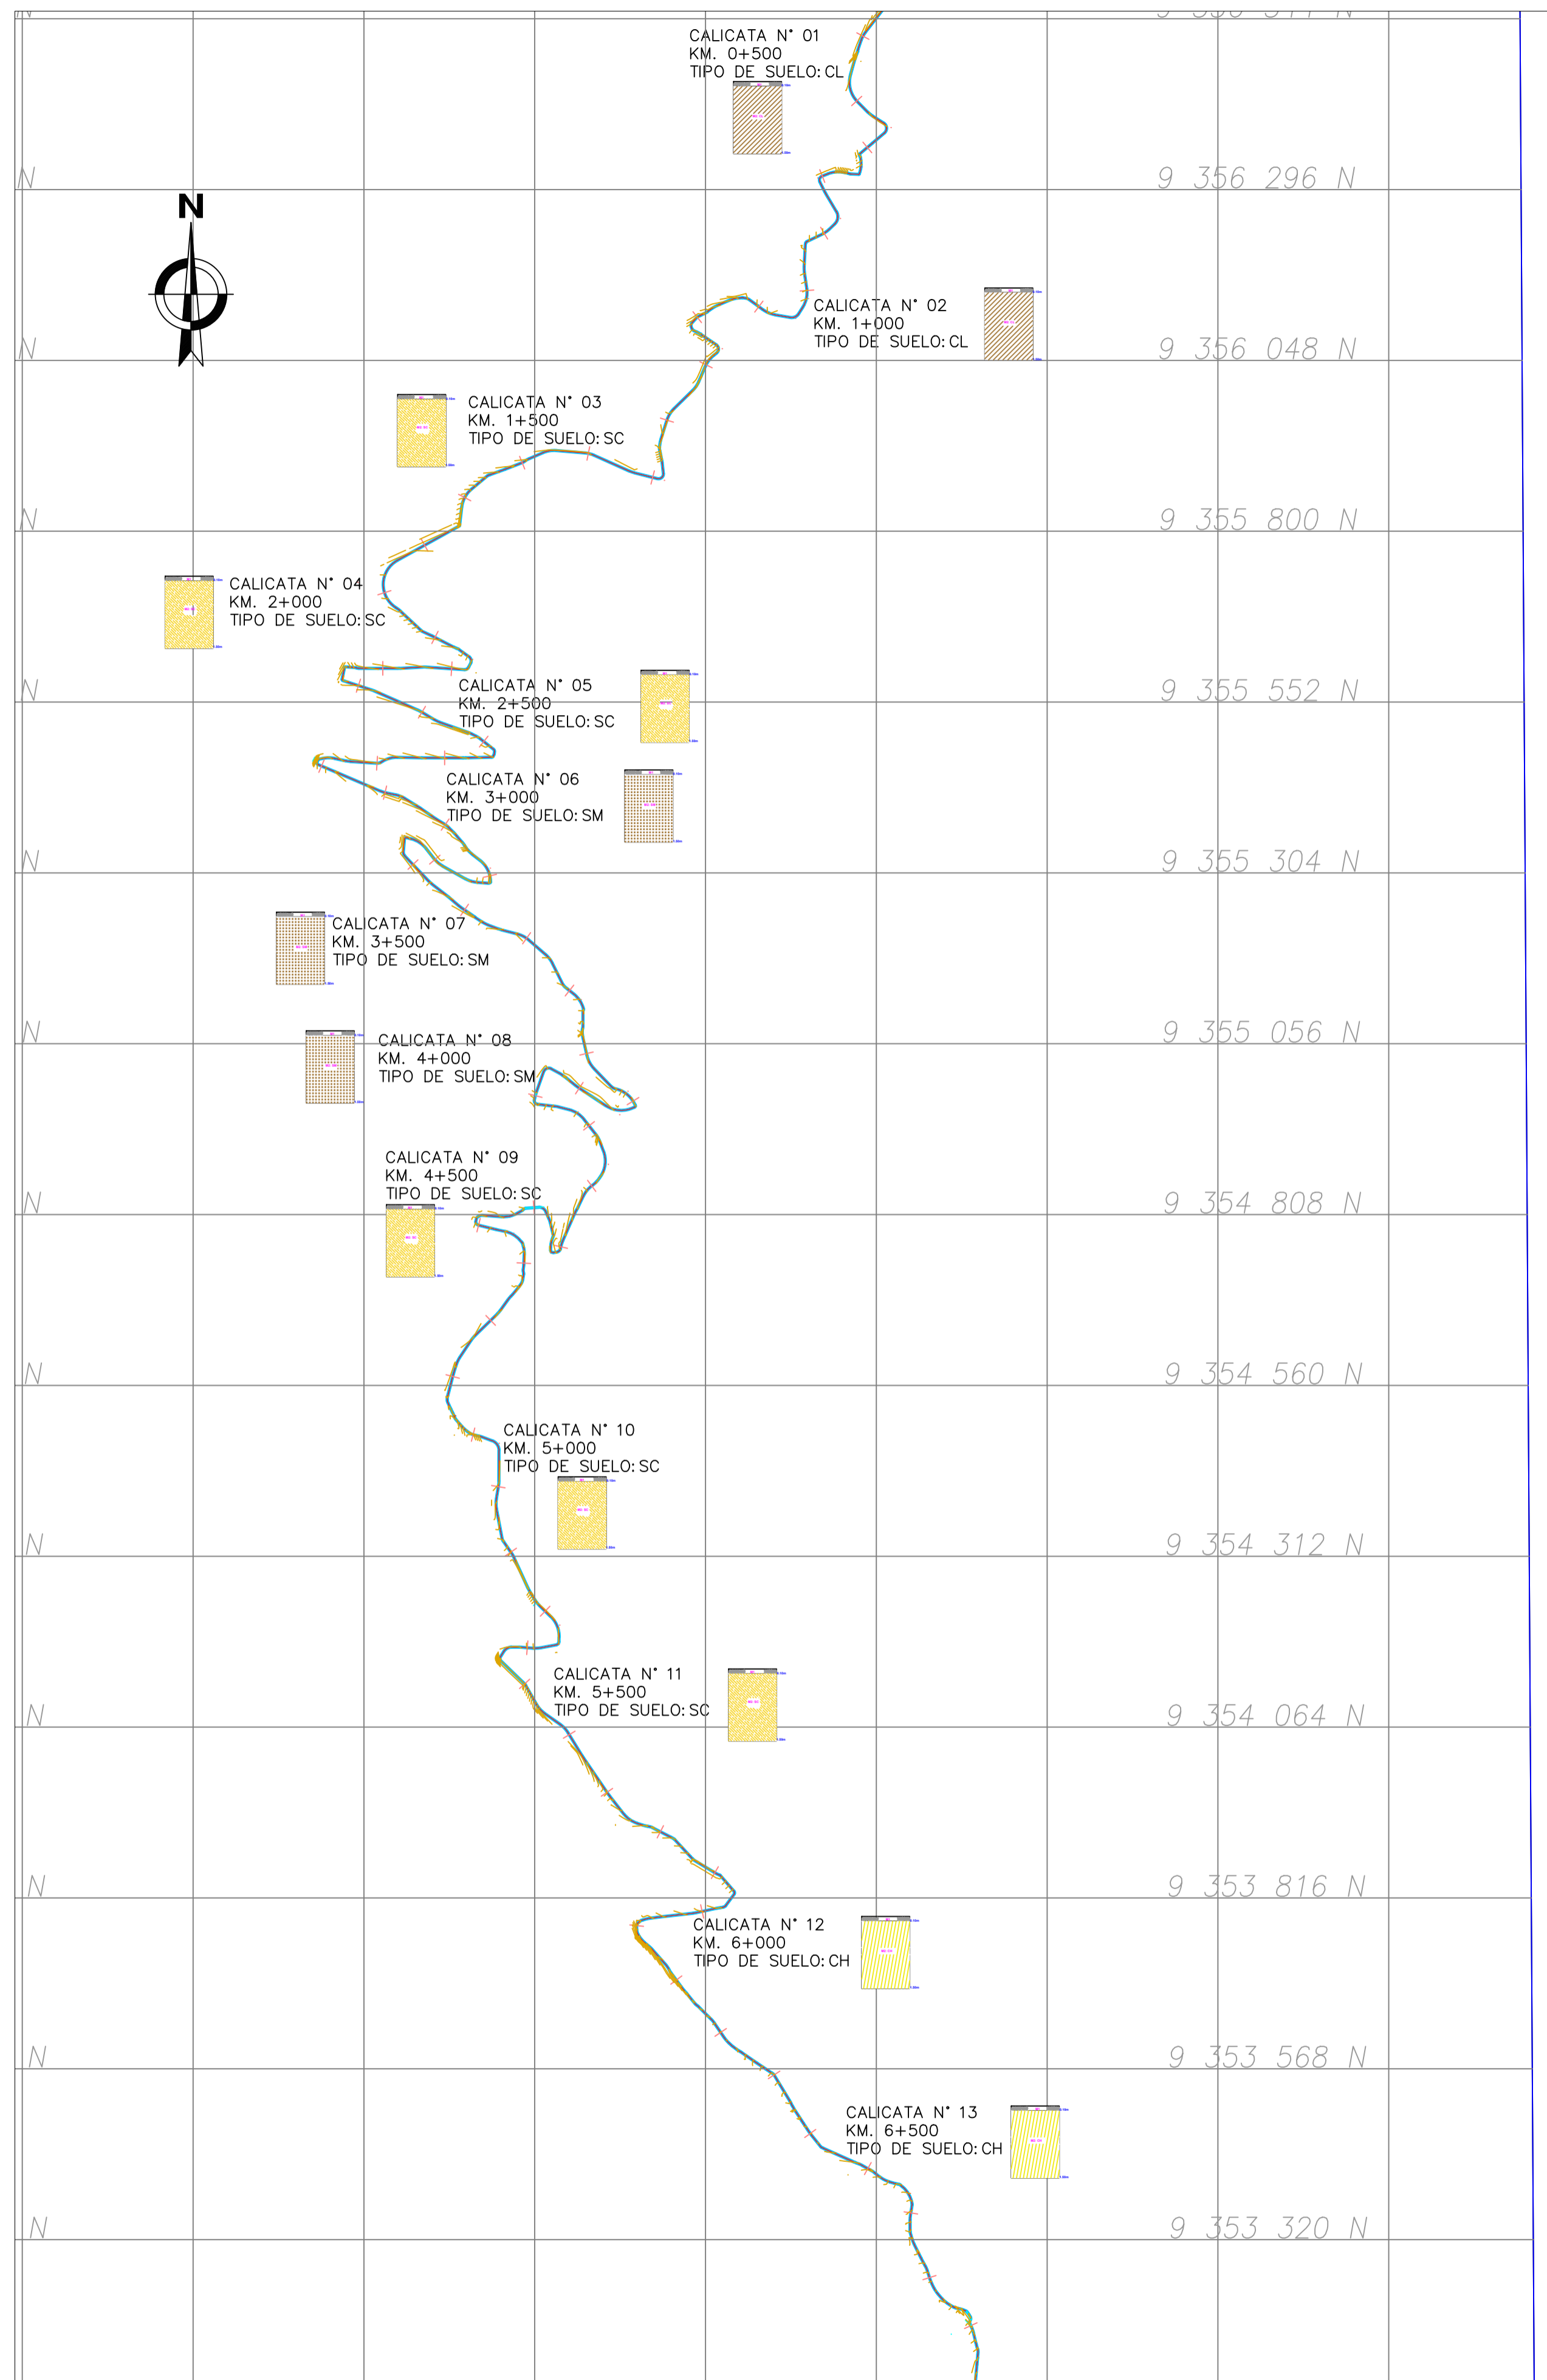 CALICATA N° 01
KM. 0+500
TIPO DE SUELO: CL
N
9 356 296 N
N
CALICATA N° 02
KM. 1+000
TIPO DE SUELO: CL
N
9 356 048 N
CALICATA N° 03
KM. 1+500
TIPO DE SUELO: SC
N
9 355 800 N
CALICATA N° 04
KM. 2+000
TIPO DE SUELO: SC
CALICATA N° 05
KM. 2+500
TIPO DE SUELO: SC
N
9 355 552 N
CALICATA N° 06
KM. 3+000
TIPO DE SUELO: SM
N
9 355 304 N
CALICATA N° 07
KM. 3+500
TIPO DE SUELO: SM
N
9 355 056 N
CALICATA N° 08
KM. 4+000
TIPO DE SUELO: SM
CALICATA N° 09
KM. 4+500
TIPO DE SUELO: SC
N
9 354 808 N
N
9 354 560 N
CALICATA N° 10
KM. 5+000
TIPO DE SUELO: SC
N
9 354 312 N
CALICATA N° 11
KM. 5+500
TIPO DE SUELO: SC
N
9 354 064 N
N
9 353 816 N
CALICATA N° 12
KM. 6+000
TIPO DE SUELO: CH
N
9 353 568 N
CALICATA N° 13
KM. 6+500
TIPO DE SUELO: CH
N
9 353 320 N